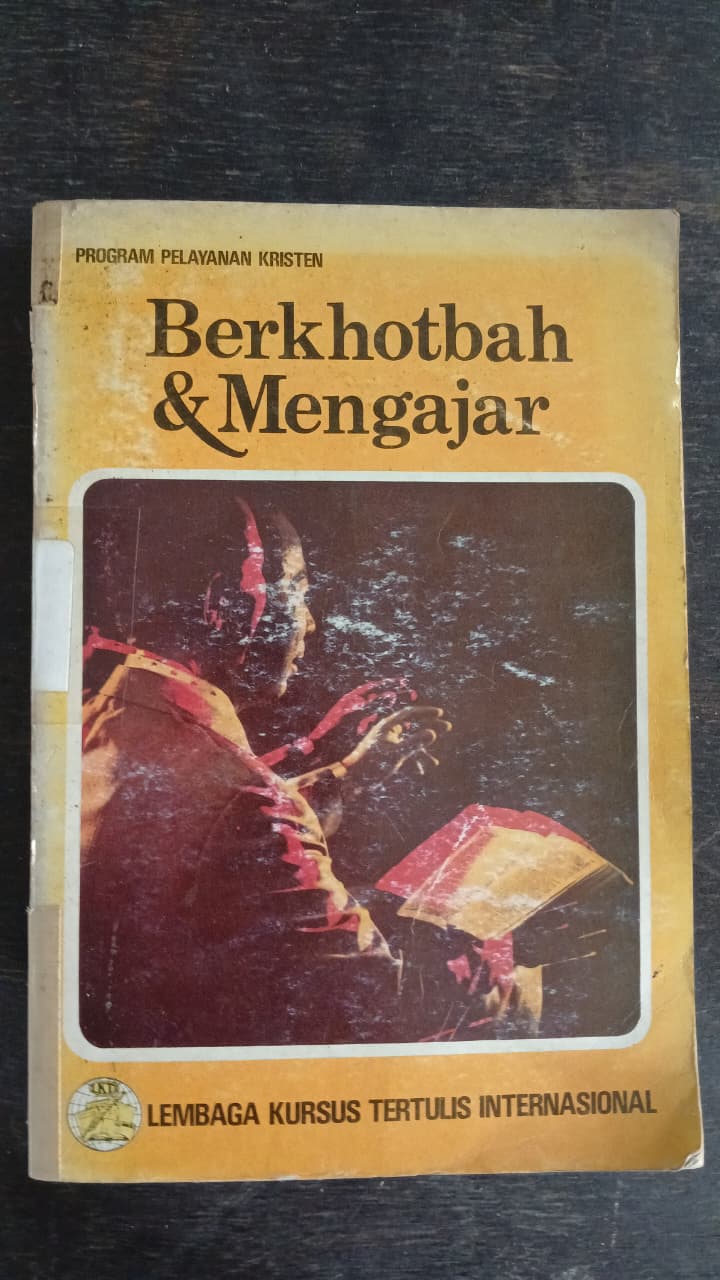 PROGRAM PELAYANAN KRISTEN
Berkhotbah
& Mengajar
LEMBAGA KURSUS TERTULIS INTERNASIONAL